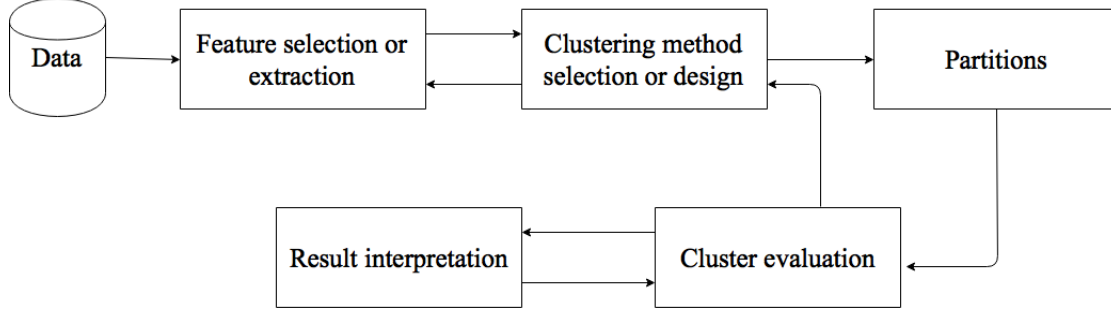 Data
Feature selection or
extraction
Clustering method
selection or design
Partitions
Result interpretation
Cluster evaluation